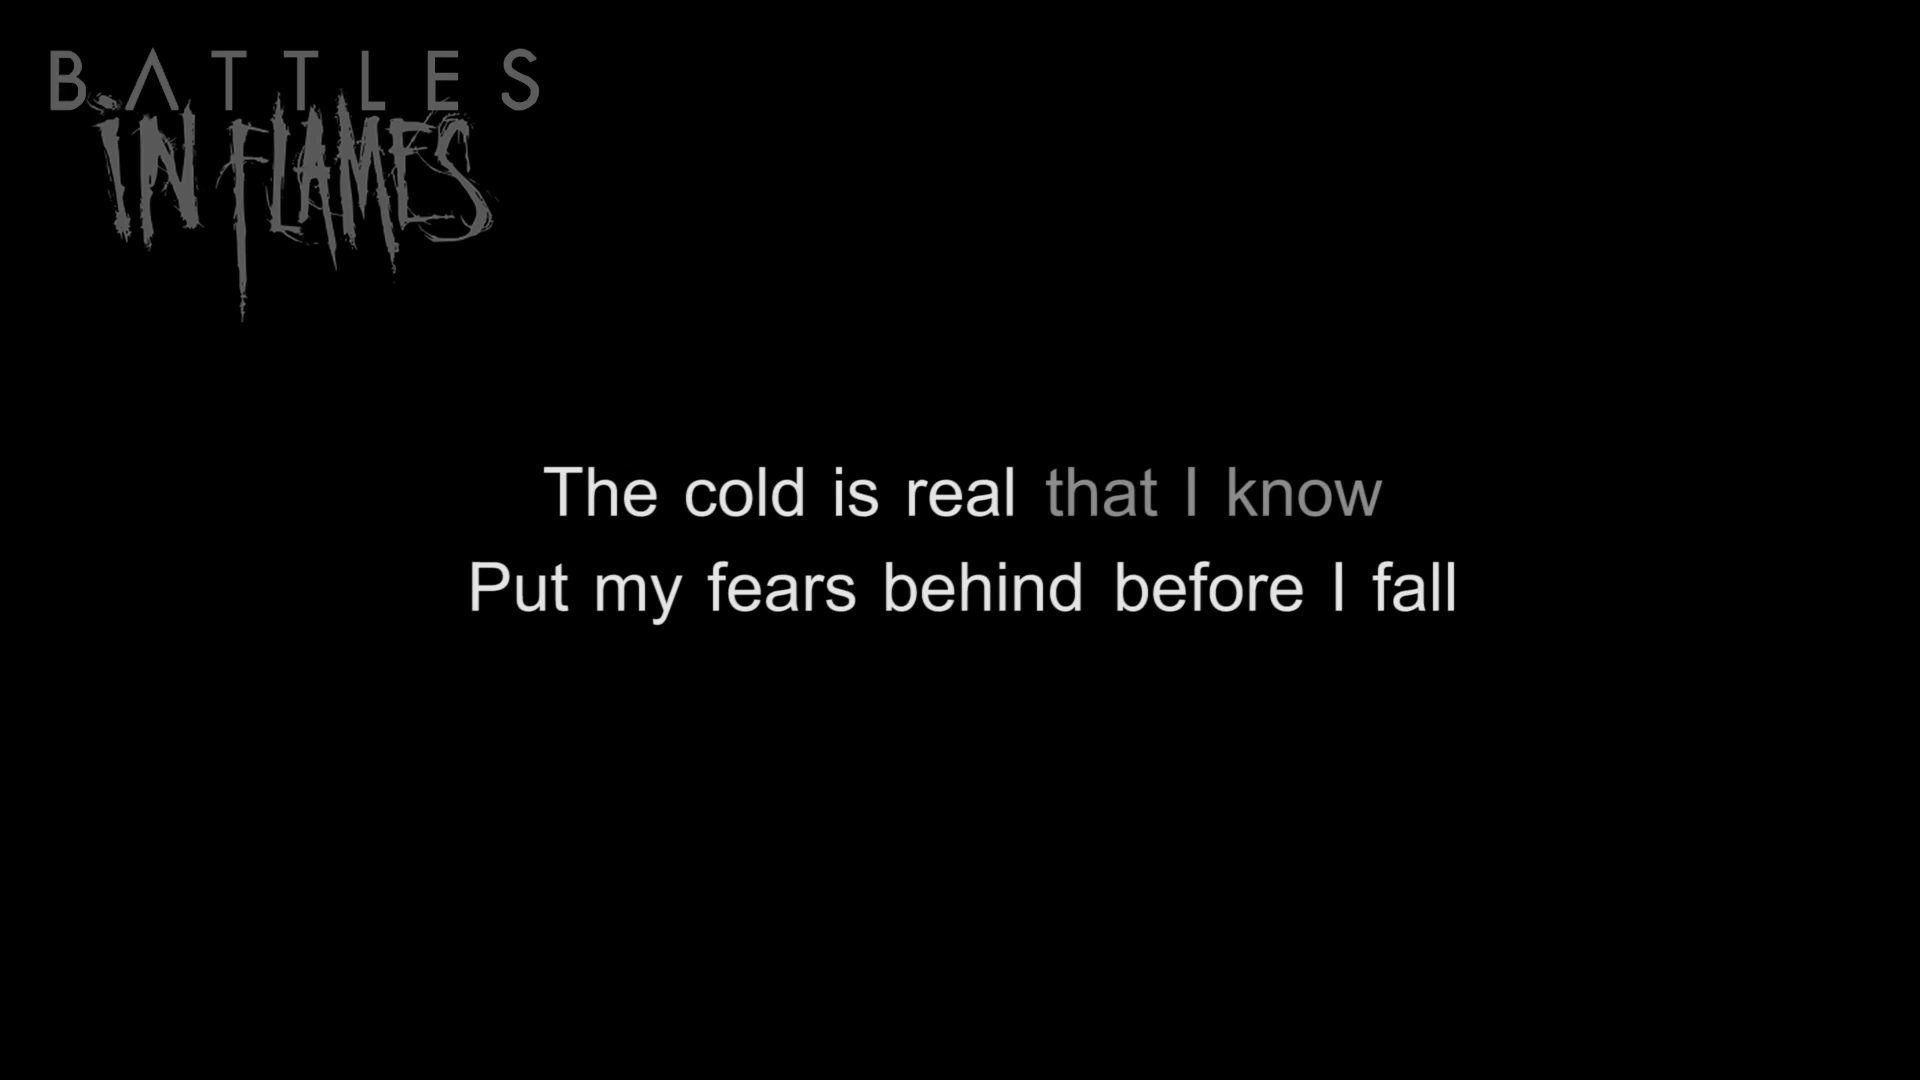 BATTLES
IN FLAMES
The cold is real that I know
Put my fears behind before I fall